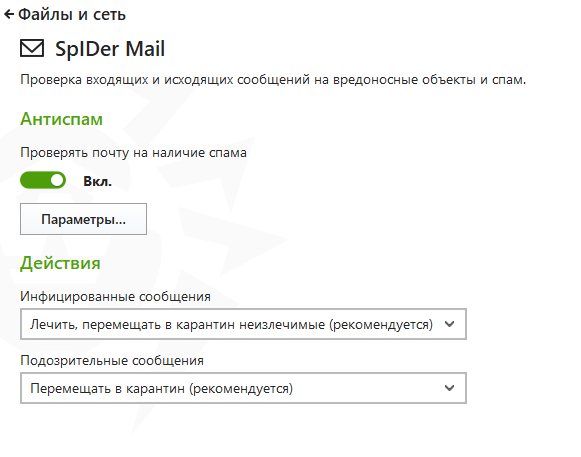 Файлы и сеть
SpIDer Mail
Проверка входящих и исходящих сообщений на вредоносные объекты и спам.
Антиспам
Проверять почту на наличие спама
Вкл.
Параметры...
Действия
Инфицированные сообщения
Лечить, перемещать в карантин неизлечимые (рекомендуется)
Подозрительные сообщения
Перемещать в карантин (рекомендуется)